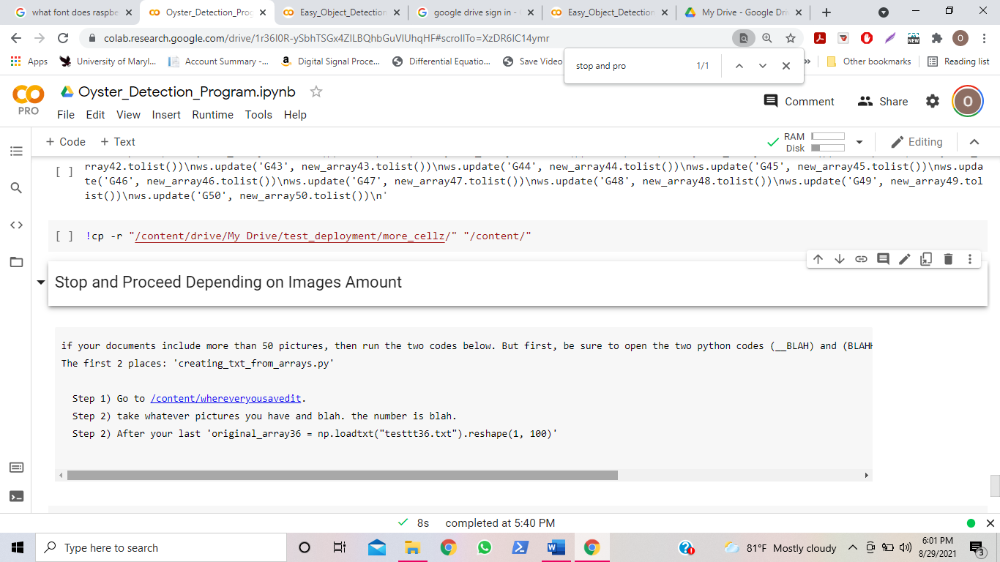 what font does raspbe
Oyster_Detection_Prog
Easy_Object_Detection
google drive sign in -
Easy_Object_Detection
My Drive - Google Dri
colab.research.google.com/drive/1r36I0R-ySbhTSGx4ZILBQhbGuVlUhqHF#scrollTo=XzDR6IC14ymr
NEW
O
Apps
University of Maryl...
Account Summary -...
Digital Signal Proce...
Differential Equatio...
Save Video
»
Other bookmarks
Reading list
stop and pro
1/1
PRO
Oyster_Detection_Program.ipynb
File Edit View Insert Runtime Tools Help
Comment
Share
O
+ Code + Text
RAM
Disk
Editing
[ ]
rray42.tolist())\nws.update('G43', new_array43.tolist())\nws.update('G44', new_array44.tolist())\nws.update('G45', new_array45.tolist())\nws.upda
te('G46', new_array46.tolist())\nws.update('G47', new_array47.tolist())\nws.update('G48', new_array48.tolist())\nws.update('G49', new_array49.tol
ist())\nws.update('G50', new_array50.tolist())\n'
[ ] !cp -r "/content/drive/My Drive/test_deployment/more_cellz/" "/content/"
Stop and Proceed Depending on Images Amount
if your documents include more than 50 pictures, then run the two codes below. But first, be sure to open the two python codes (__BLAH) and (BLAH
The first 2 places: 'creating_txt_from_arrays.py'
Step 1) Go to /content/whereveryousavedit.
Step 2) take whatever pictures you have and blah. the number is blah.
Step 2) After your last 'original_array36 = np.loadtxt("testtt36.txt").reshape(1, 100)'
8s completed at 5:40 PM
Type here to search
81°F Mostly cloudy
6:01 PM
8/29/2021
3